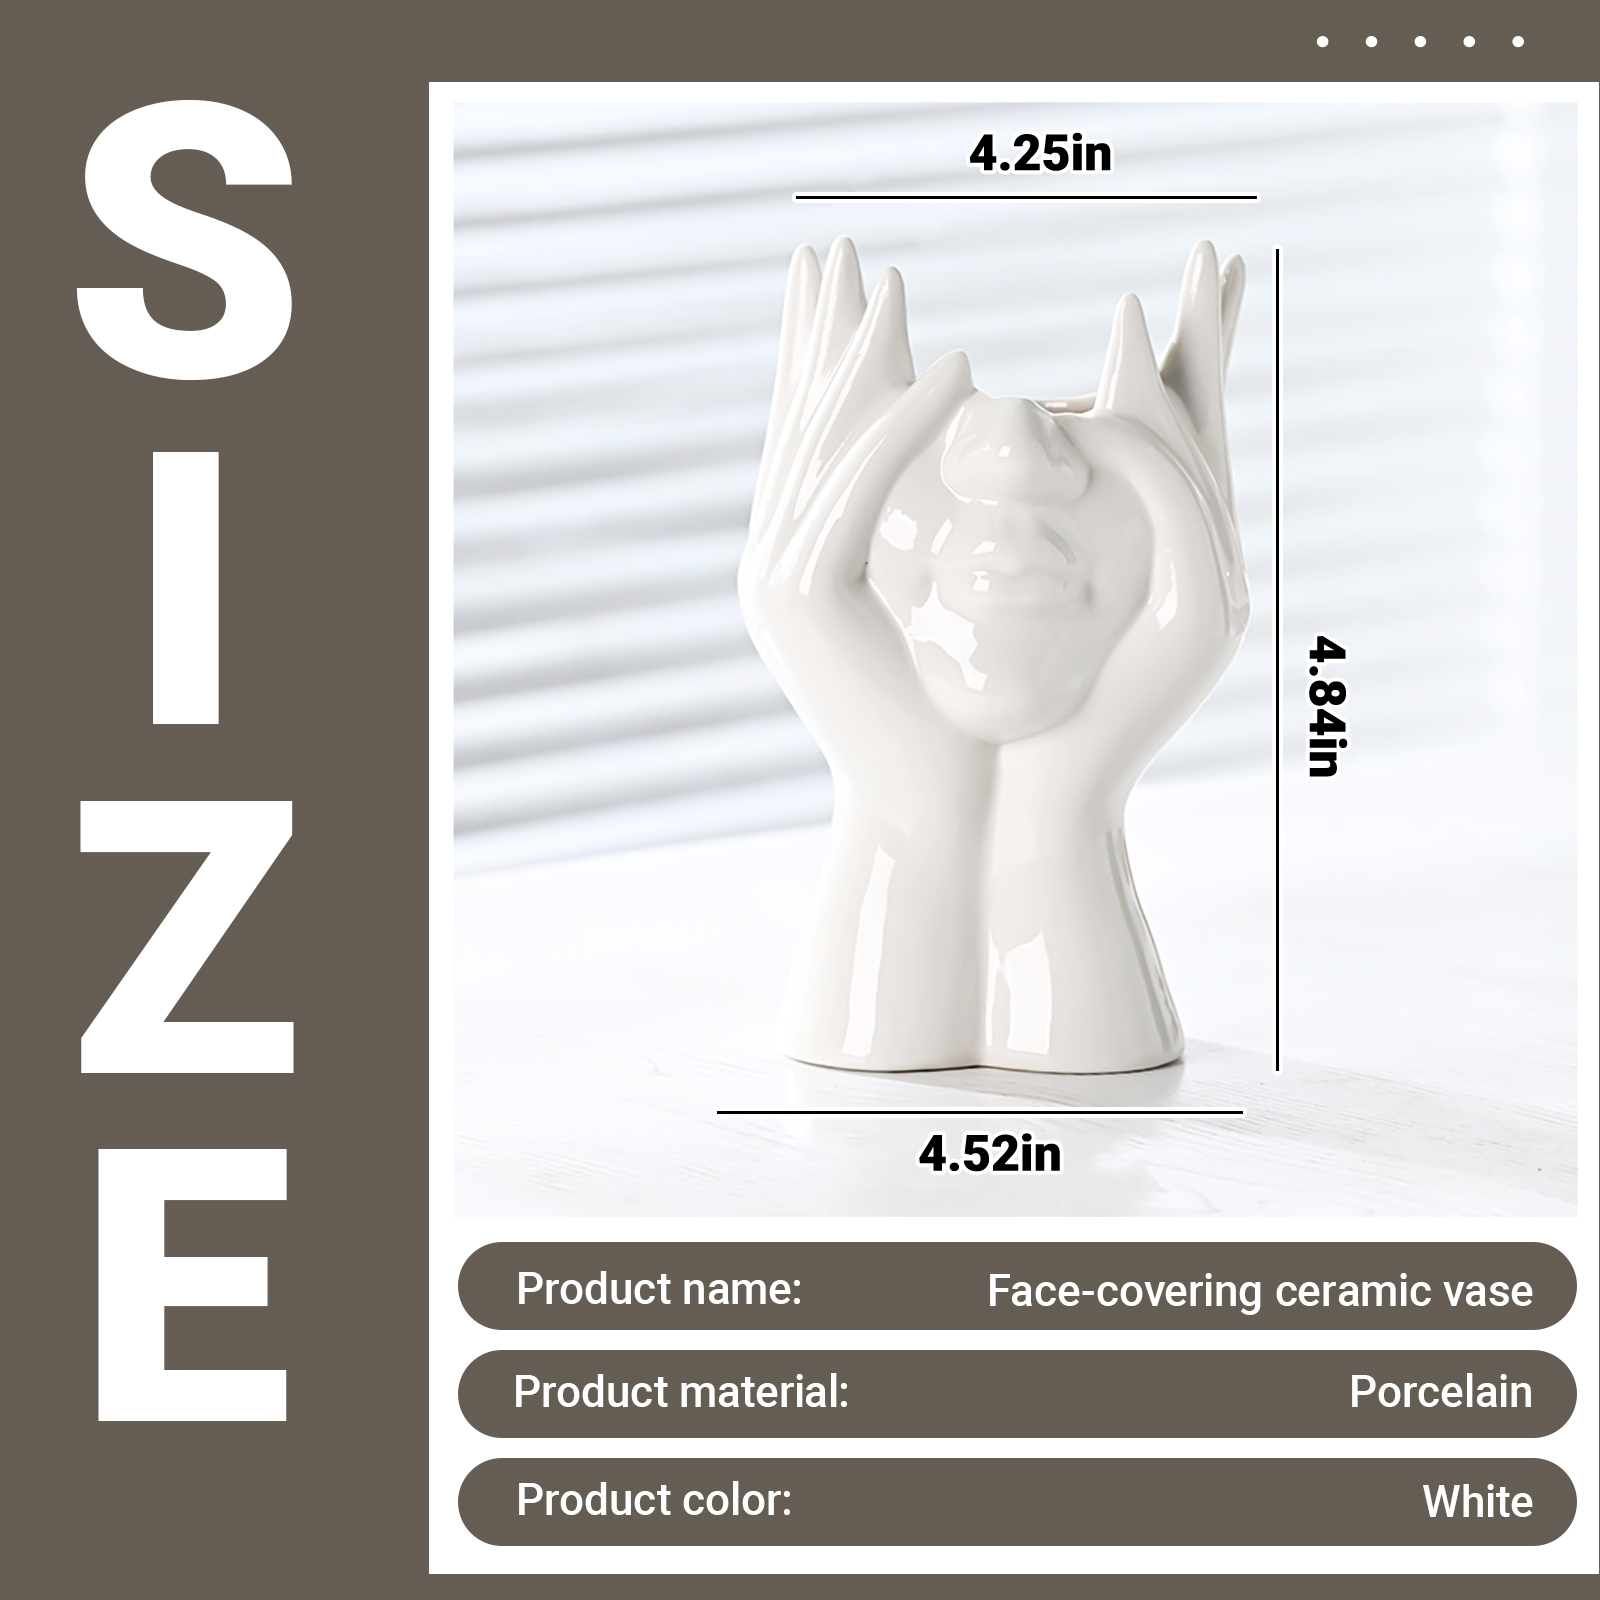 SIZE
4.25in
4.84in
4.52in
Product name: Face-covering ceramic vase
Product material: Porcelain
Product color: White